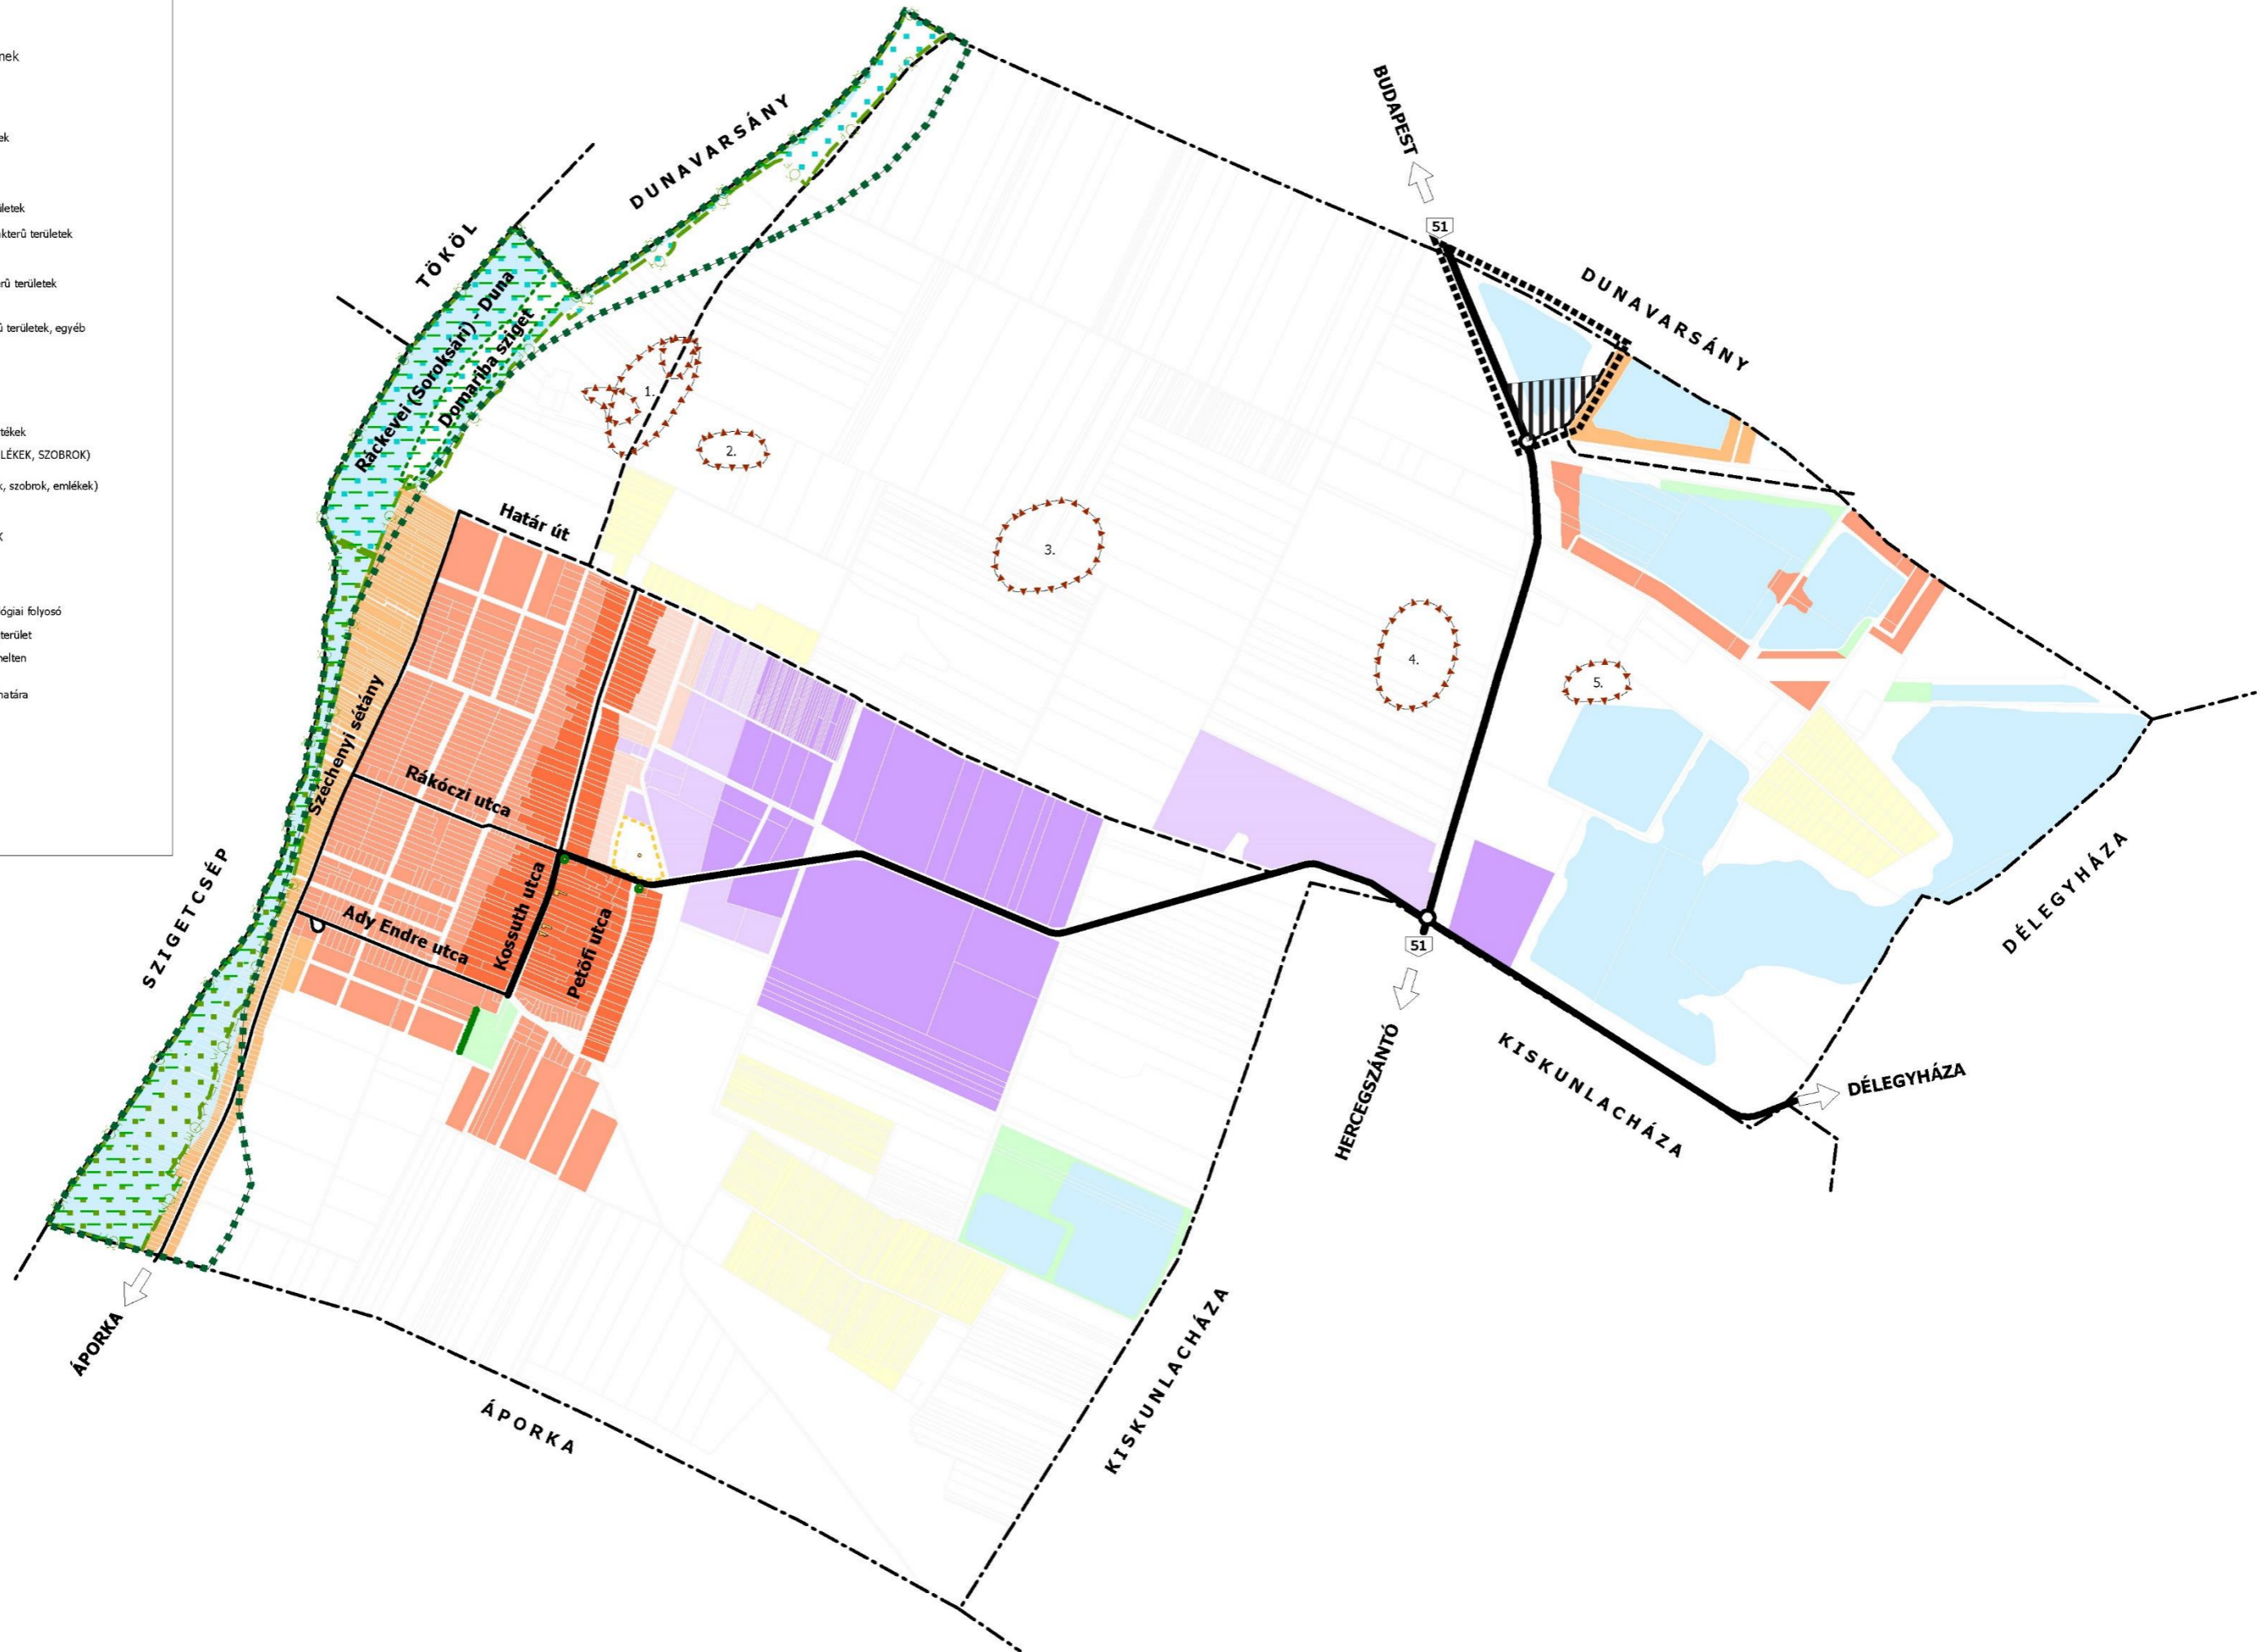 nek
ek
ületek
akterű területek
rű területek
ű területek, egyéb
tékek
LÉKEK, SZOBROK)
k, szobrok, emlékek)
K
ógiai folyosó
terület
nelten
natára
BUDAPEST
51
DUNAVARSÁNY
TÖKÖL
DUNAVARSÁNY
Ráckevei (Soroksári) - Duna
Domariba sziget
1.
2.
3.
4.
5.
Határ út
Széchenyi sétány
Rákóczi utca
Kossuth utca
Ady Endre utca
Petőfi utca
SZIGETCSÉP
51
HERCEGSZÁNTÓ
KISKUNLACHÁZA
DÉLEGYHÁZA
DÉLEGYHÁZA
KISKUNLACHÁZA
ÁPORKA
ÁPORKA